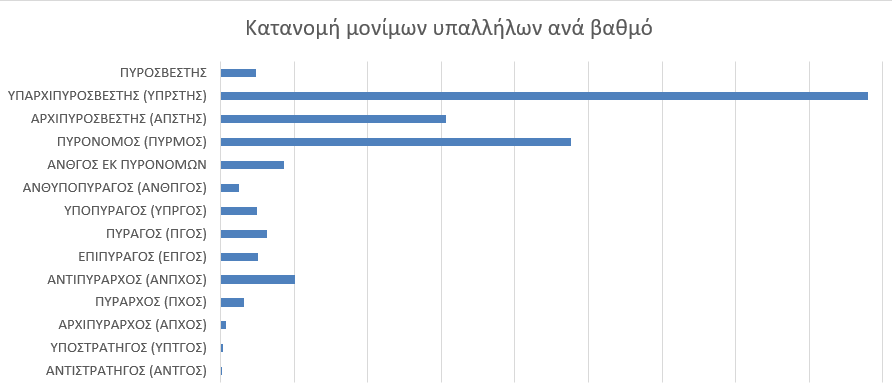 Κατανομή μονίμων υπαλλήλων ανά βαθμό
ΠΥΡΟΣΒΕΣΤΗΣ
ΥΠΑΡΧΙΠΥΡΟΣΒΕΣΤΗΣ (ΥΠΡΣΤΗΣ)
ΑΡΧΙΠΥΡΟΣΒΕΣΤΗΣ (ΑΠΣΤΗΣ)
ΠΥΡΟΝΟΜΟΣ (ΠΥΡΜΟΣ)
ΑΝΘΓΟΣ ΕΚ ΠΥΡΟΝΟΜΩΝ
ΑΝΘΥΠΟΠΥΡΑΓΟΣ (ΑΝΘΠΓΟΣ)
ΥΠΟΠΥΡΑΓΟΣ (ΥΠΡΓΟΣ)
ΠΥΡΑΓΟΣ (ΠΓΟΣ)
ΕΠΙΠΥΡΑΓΟΣ (ΕΠΓΟΣ)
ΑΝΤΙΠΥΡΑΡΧΟΣ (ΑΝΠΧΟΣ)
ΠΥΡΑΡΧΟΣ (ΠΧΟΣ)
ΑΡΧΙΠΥΡΑΡΧΟΣ (ΑΠΧΟΣ)
ΥΠΟΣΤΡΑΤΗΓΟΣ (ΥΠΤΓΟΣ)
ΑΝΤΙΣΤΡΑΤΗΓΟΣ (ΑΝΤΓΟΣ)